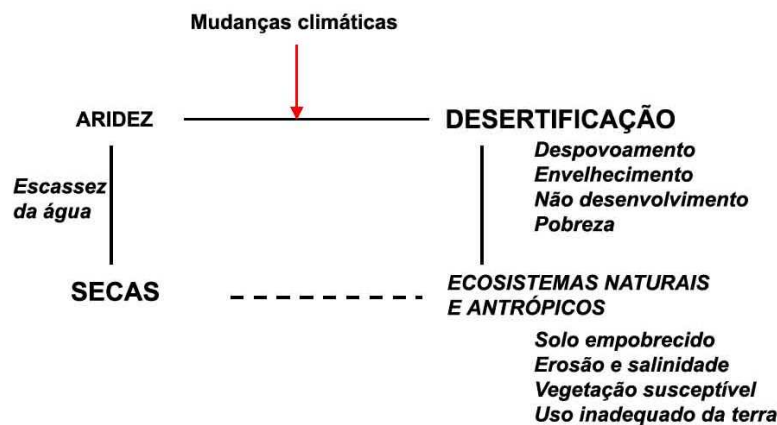 Mudanças climáticas
ARIDEZ
DESERTIFICAÇÃO
Despovoamento
Envelhecimento
Não desenvolvimento
Pobreza
Escassez
da água
SECAS
ECOSISTEMAS NATURAIS
E ANTRÓPICOS
Solo empobrecido
Erosão e salinidade
Vegetação susceptível
Uso inadequado da terra